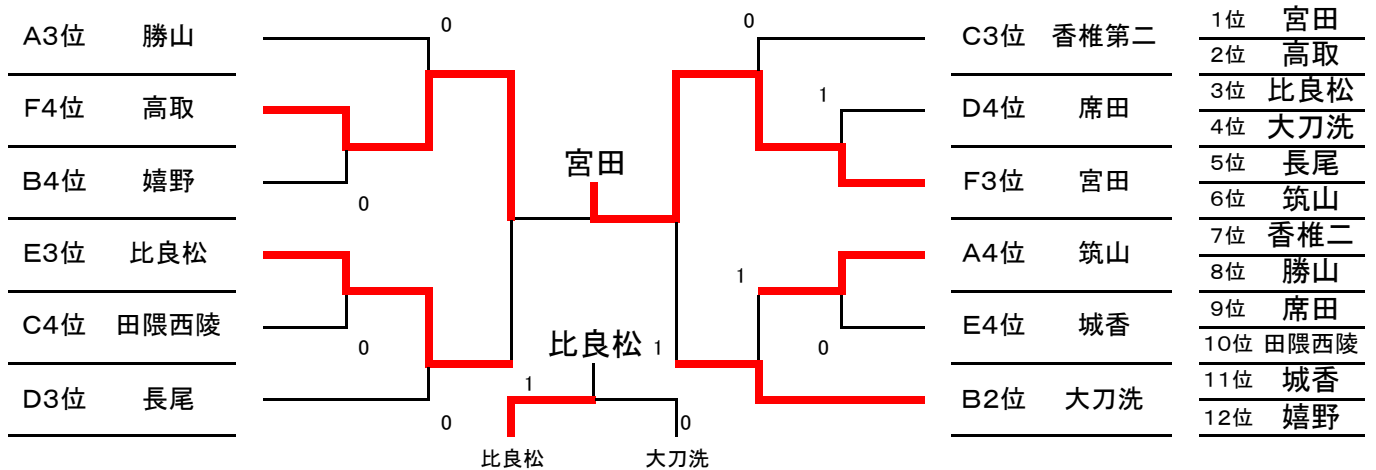 A3位 勝山
F4位 高取
B4位 嬉野
E3位 比良松
C4位 田隈西陵
D3位 長尾
0
0
0
0
宮田
比良松
1
1
0
比良松
大刀洗
0
1
1
0
C3位 香椎第二
D4位 席田
F3位 宮田
A4位 筑山
E4位 城香
B2位 大刀洗
1位 宮田
2位 高取
3位 比良松
4位 大刀洗
5位 長尾
6位 筑山
7位 香椎二
8位 勝山
9位 席田
10位 田隈西陵
11位 城香
12位 嬉野